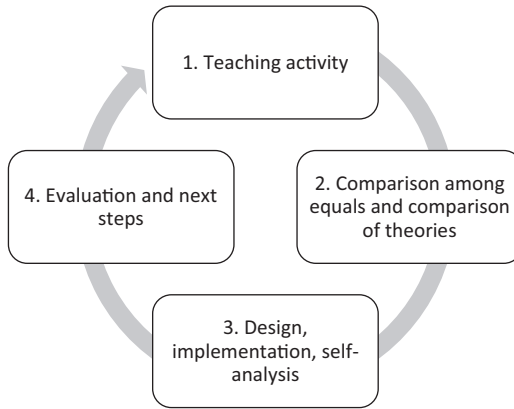 1. Teaching activity
2. Comparison among
equals and comparison
of theories
3. Design,
implementation, self-
analysis
4. Evaluation and next
steps